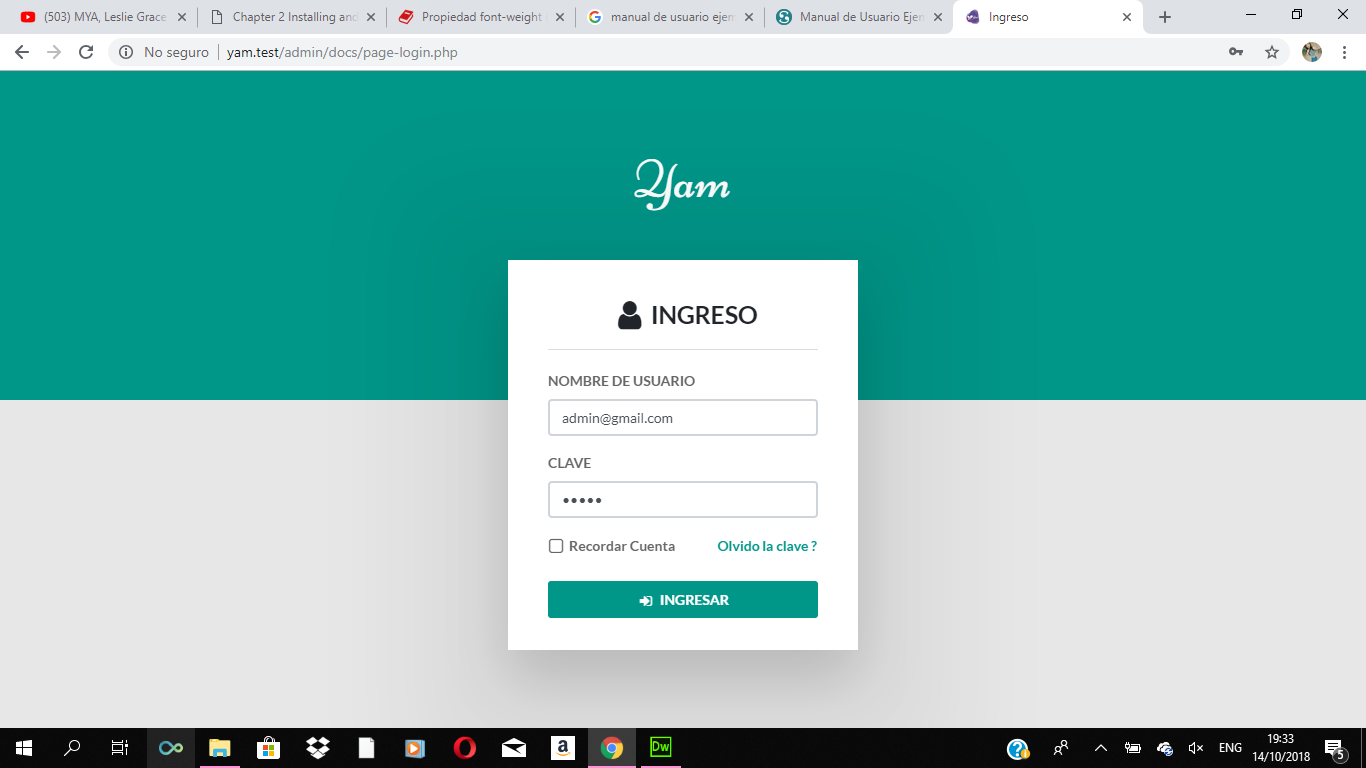 (503) MYA, Leslie Grace
Chapter 2 Installing and
Propiedad font-weight
manual de usuario ejem
Manual de Usuario Ejem
Ingreso
No seguro
yam.test/admin/docs/page-login.php
Yam
INGRESO
NOMBRE DE USUARIO
admin@gmail.com
CLAVE
•••••
Recordar Cuenta
Olvido la clave ?
INGRESAR
a
Dw
ENG
19:33
14/10/2018
5